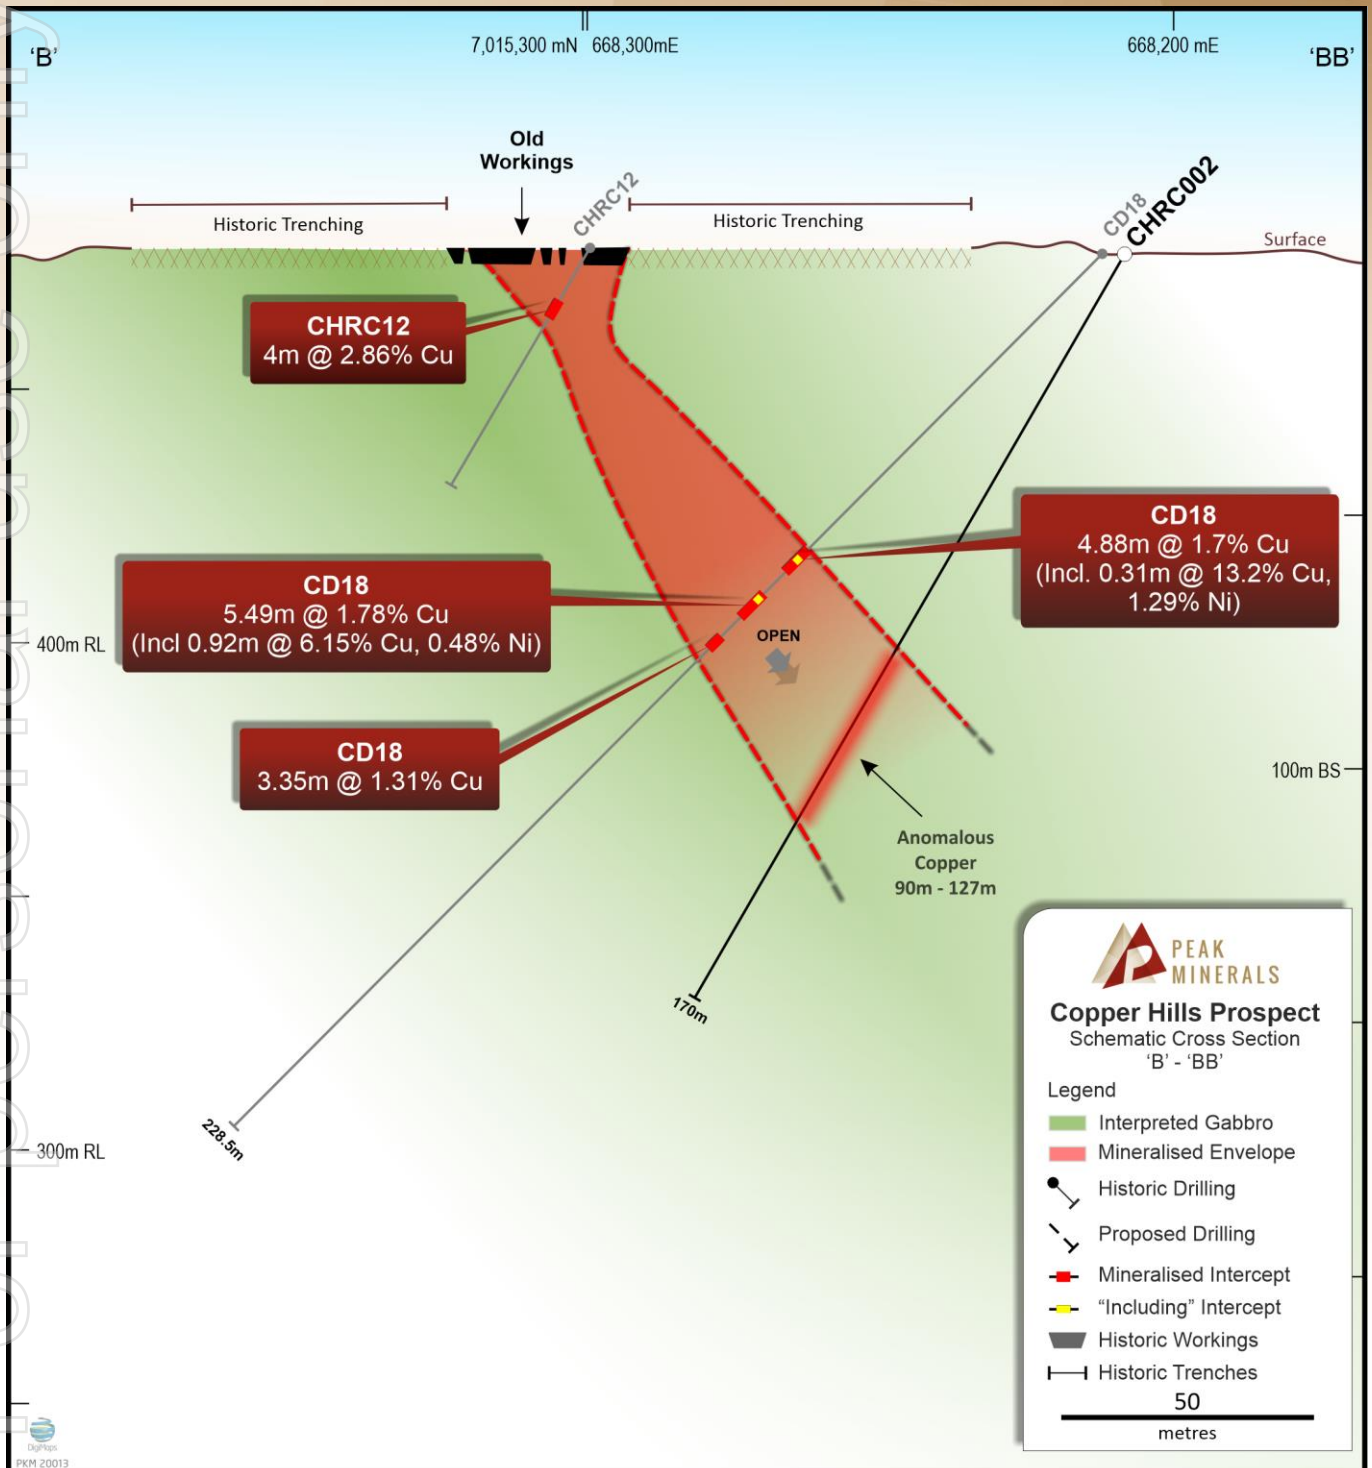 'B'
7,015,300 mN
668,300mE
668,200 mE
'BB'
Old
Workings
CHRC12
CD18
CHRC002
Historic Trenching
Historic Trenching
Surface
CHRC12
4m @ 2.86% Cu
CD18
4.88m @ 1.7% Cu
(Incl. 0.31m @ 13.2% Cu,
1.29% Ni)
CD18
5.49m @ 1.78% Cu
(Incl 0.92m @ 6.15% Cu, 0.48% Ni)
OPEN
400m RL
CD18
3.35m @ 1.31% Cu
100m BS
Anomalous
Copper
90m - 127m
170m
228.5m
300m RL
PEAK
MINERALS
Copper Hills Prospect
Schematic Cross Section
'B' - 'BB'
Legend
Interpreted Gabbro
Mineralised Envelope
Historic Drilling
Proposed Drilling
Mineralised Intercept
"Including" Intercept
Historic Workings
Historic Trenches
50
metres
DigiMaps
PKM 20013